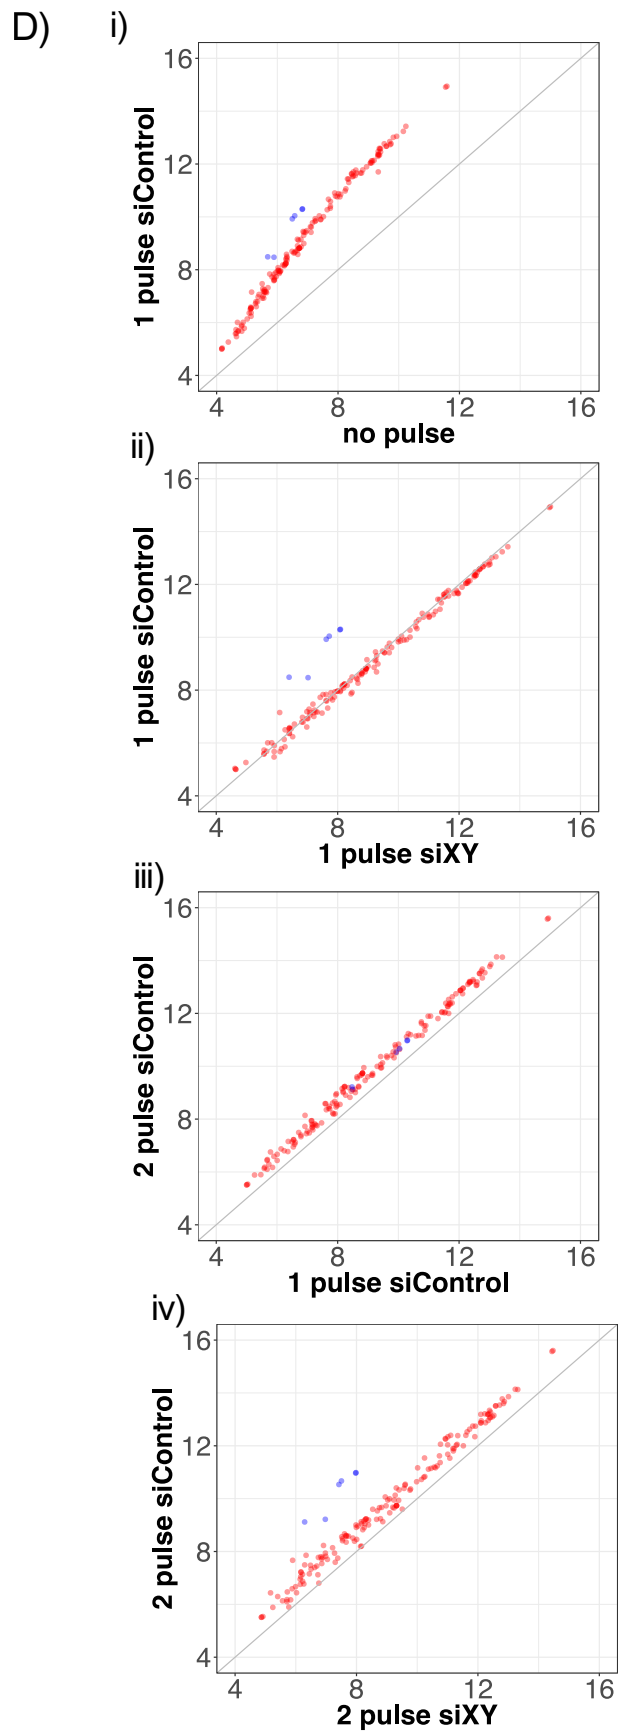 D)
i)
16
12
8
4
1 pulse siControl
4 8 12 16
no pulse
ii)
16
12
8
4
1 pulse siControl
4 8 12 16
1 pulse siXY
iii)
16
12
8
4
2 pulse siControl
4 8 12 16
1 pulse siControl
iv)
16
12
8
4
2 pulse siControl
4 8 12 16
2 pulse siXY